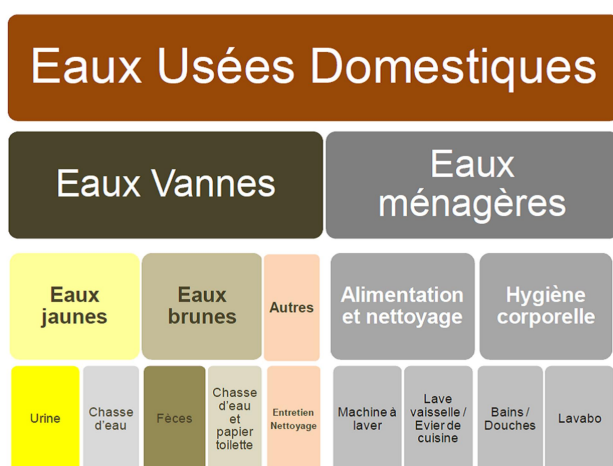 Eaux Usées Domestiques
Eaux Vannes
Eaux
ménagères
Eaux
jaunes
Eaux
brunes
Autres
Alimentation
et nettoyage
Hygiène
corporelle
Urine
Chasse
d'eau
Fèces
Chasse
d'eau
et
papier
toilette
Entretien
Nettoyage
Machine à
laver
Lave
vaisselle /
Evier de
cuisine
Bains /
Douches
Lavabo